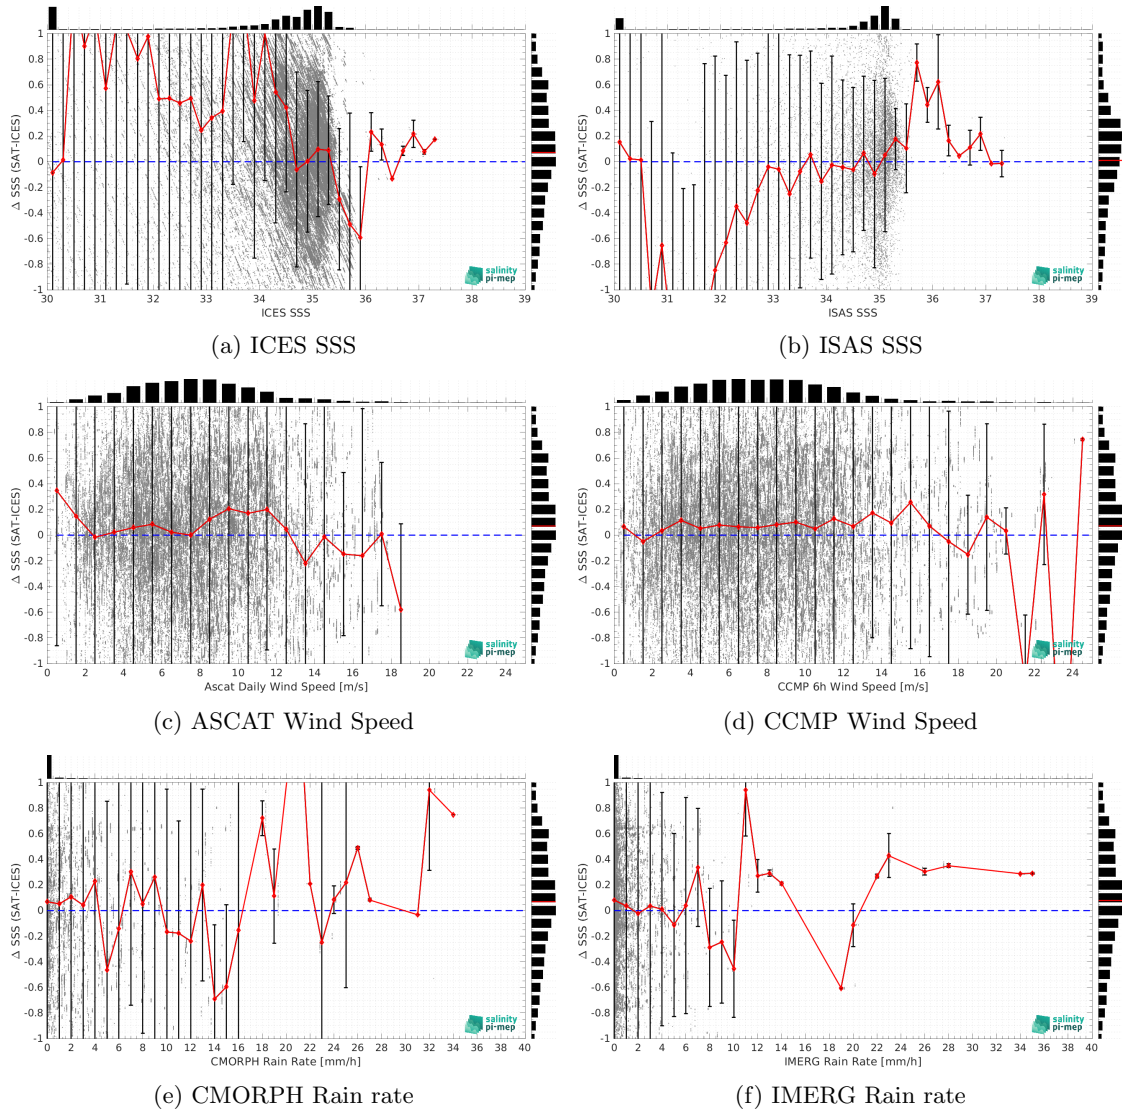 1
0.8
0.6
0.4
0.2
0
-0.2
-0.4
-0.6
-0.8
-1
Δ SSS (SAT-ICES)
30 31 32 33 34 35 36 37 38 39
ICES SSS
salinity
pi-mep
(a) ICES SSS
1
0.8
0.6
0.4
0.2
0
-0.2
-0.4
-0.6
-0.8
-1
Δ SSS (SAT-ICES)
30 31 32 33 34 35 36 37 38 39
ISAS SSS
salinity
pi-mep
(b) ISAS SSS
1
0.8
0.6
0.4
0.2
0
-0.2
-0.4
-0.6
-0.8
-1
Δ SSS (SAT-ICES)
0 2 4 6 8 10 12 14 16 18 20 22 24
Ascat Daily Wind Speed [m/s]
salinity
pi-mep
(c) ASCAT Wind Speed
1
0.8
0.6
0.4
0.2
0
-0.2
-0.4
-0.6
-0.8
-1
Δ SSS (SAT-ICES)
0 2 4 6 8 10 12 14 16 18 20 22 24
CCMP 6h Wind Speed [m/s]
salinity
pi-mep
(d) CCMP Wind Speed
1
0.8
0.6
0.4
0.2
0
-0.2
-0.4
-0.6
-0.8
-1
Δ SSS (SAT-ICES)
0 2 4 6 8 10 12 14 16 18 20 22 24 26 28 30 32 34 36 38 40
CMORPH Rain Rate [mm/h]
salinity
pi-mep
(e) CMORPH Rain rate
1
0.8
0.6
0.4
0.2
0
-0.2
-0.4
-0.6
-0.8
-1
Δ SSS (SAT-ICES)
0 2 4 6 8 10 12 14 16 18 20 22 24 26 28 30 32 34 36 38 40
IMERG Rain Rate [mm/h]
salinity
pi-mep
(f) IMERG Rain rate